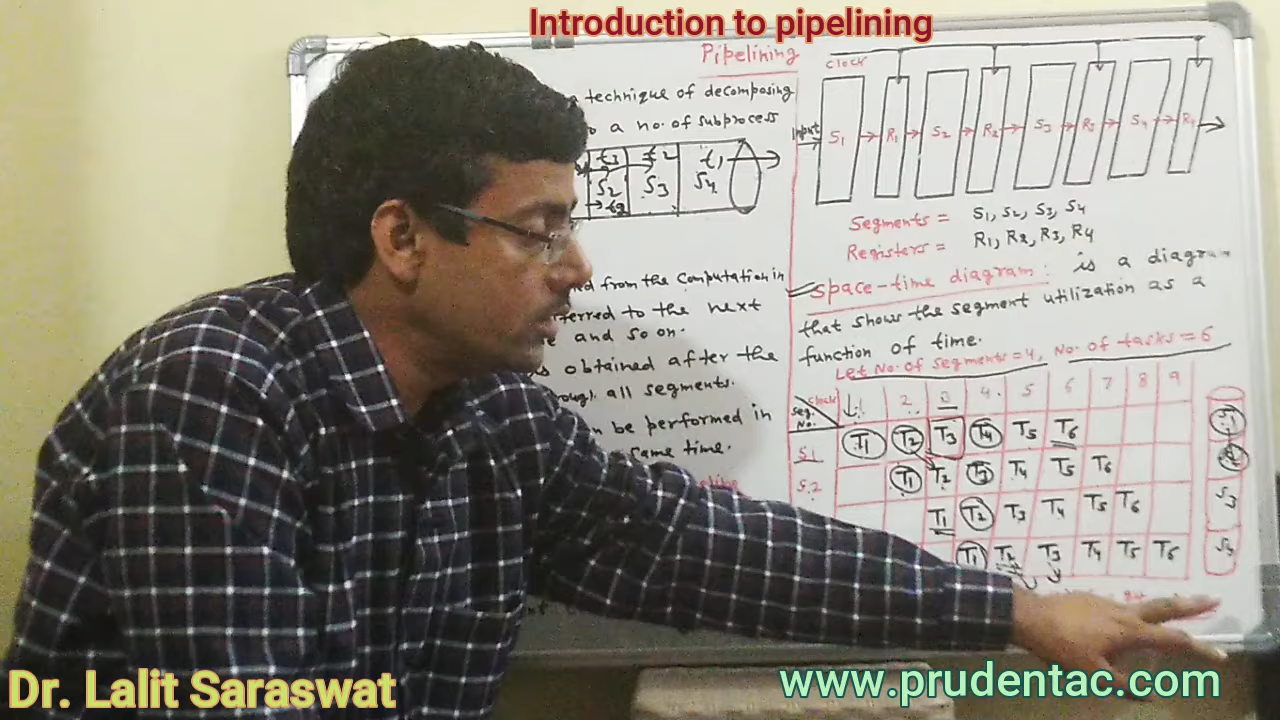 Introduction to pipelining
Pipelining
technique of decomposing
a no. of subprocess
t3 t2 t1
S2 S3 S4
from the computation in
to the next
and so on.
obtained after the
all segments.
be performed in
same time.
clock
Input S1 R1 S2 R2 S3 R3 S4 R4
Segments = S1, S2, S3, S4
Registers = R1, R2, R3, R4
space-time diagram: is a diagram
that shows the segment utilization as a
function of time.
Let No. of segments=4, No. of tasks=6
clock
Seg. No. 1 2 3 4 5 6 7 8 9
S1 T1 T2 T3 T4 T5 T6
S2 T1 T2 T3 T4 T5 T6
T1 T2 T3 T4 T5 T6
T1 T2 T3 T4 T5 T6
S1
S3
S4
Dr. Lalit Saraswat
www.prudentac.com